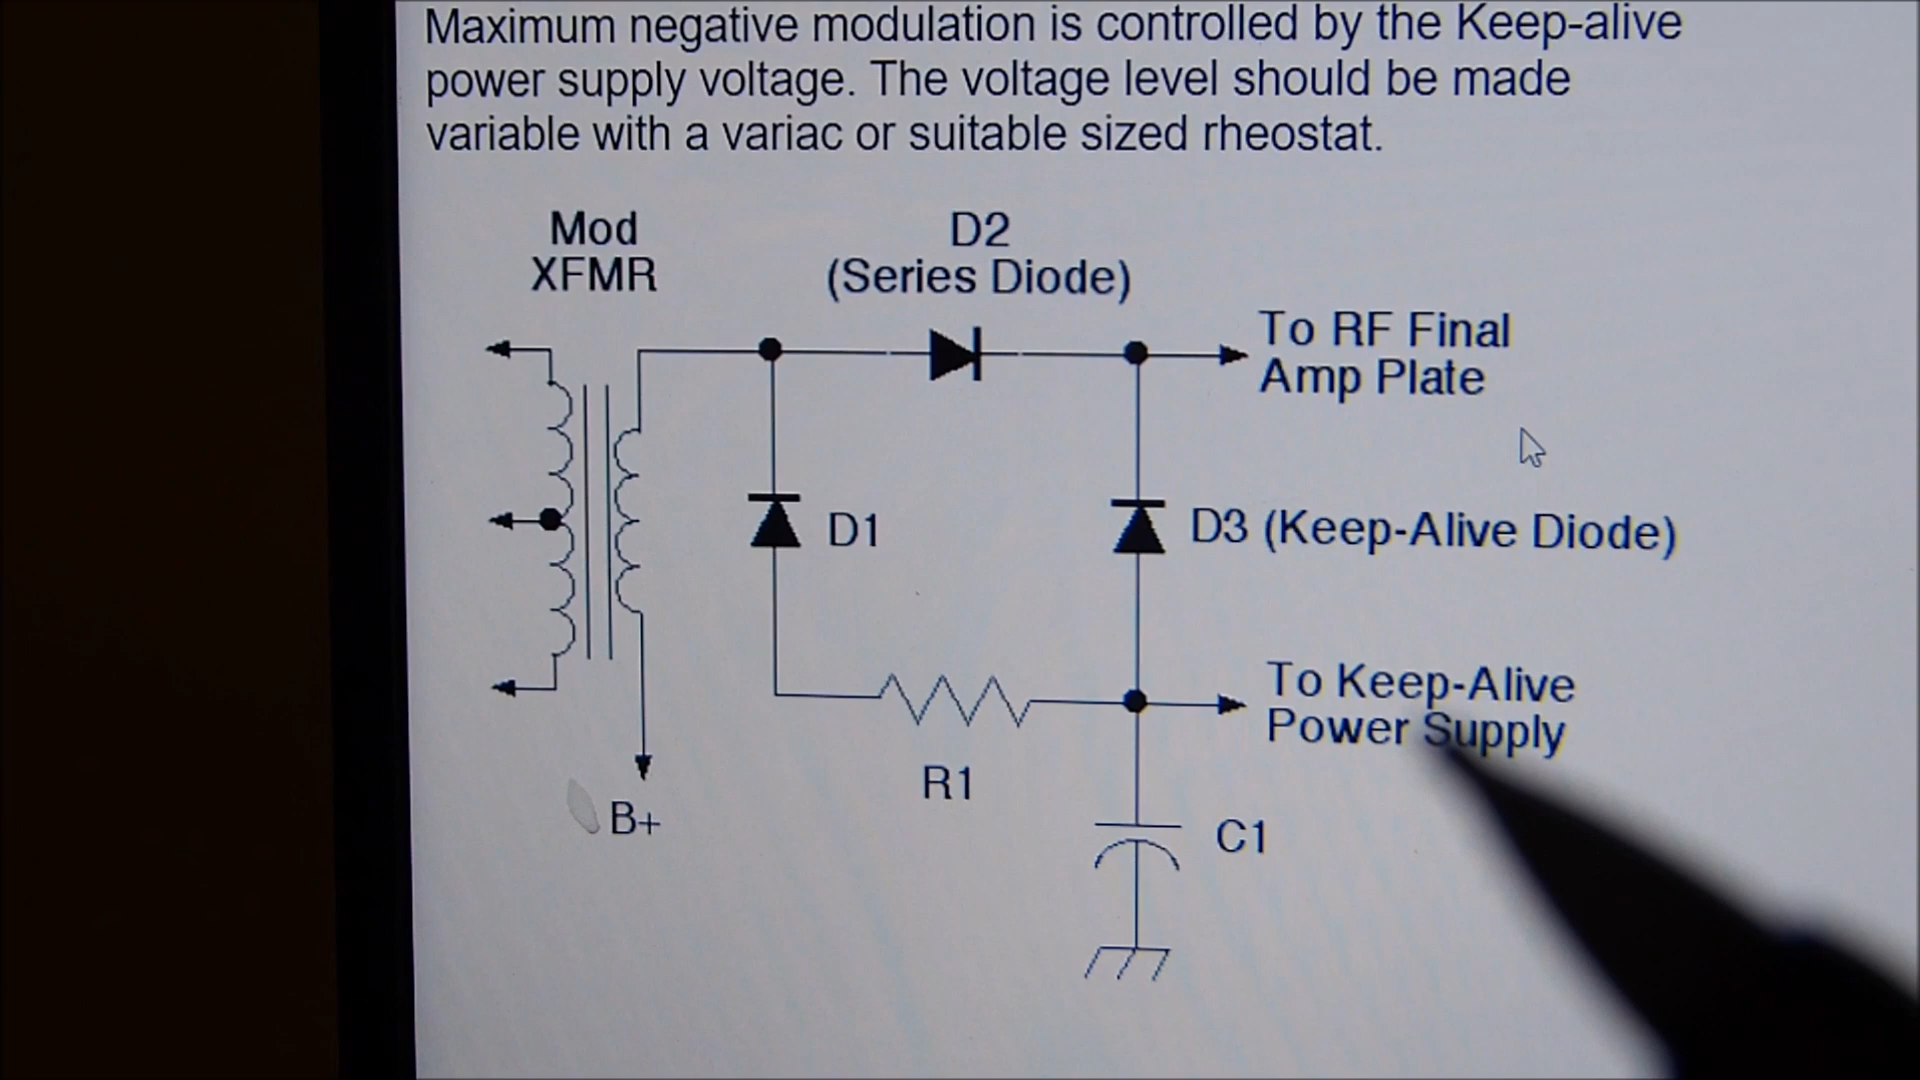 Maximum negative modulation is controlled by the Keep-alive
power supply voltage. The voltage level should be made
variable with a variac or suitable sized rheostat.
Mod
XFMR
D2
(Series Diode)
To RF Final
Amp Plate
D1
D3 (Keep-Alive Diode)
To Keep-Alive
Power Supply
R1
B+
C1